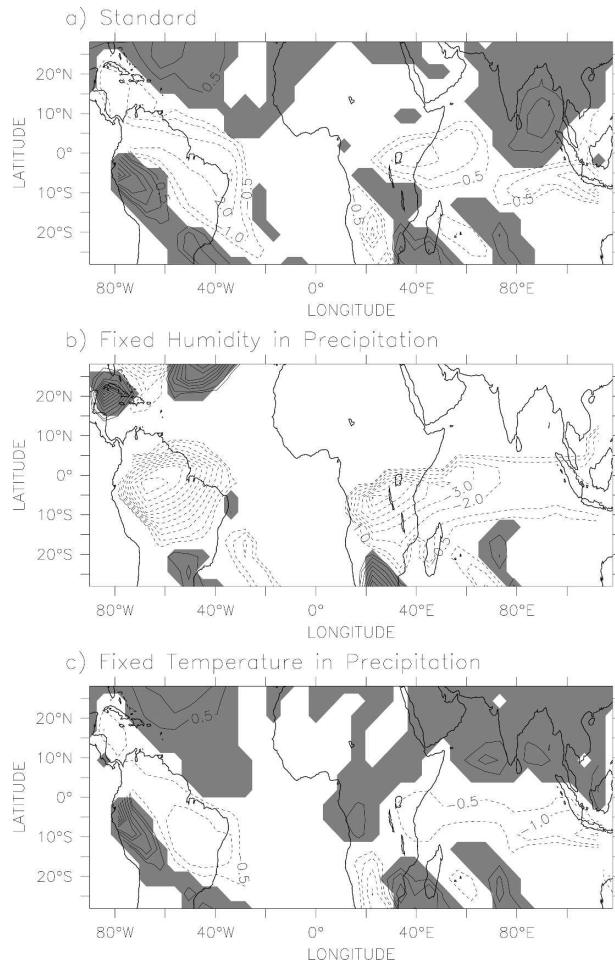 a) Standard
20°N
10°N
0°
10°S
20°S
LATITUDE
0.5
0.5
1.0
0.5
-0.5
-0.5
80°W
40°W
0°
40°E
80°E
LONGITUDE
b) Fixed Humidity in Precipitation
20°N
10°N
0°
10°S
20°S
LATITUDE
3.0
2.0
0.5
80°W
40°W
0°
40°E
80°E
LONGITUDE
c) Fixed Temperature in Precipitation
20°N
10°N
0°
10°S
20°S
LATITUDE
0.5
0.5
-0.5
-1.0
80°W
40°W
0°
40°E
80°E
LONGITUDE